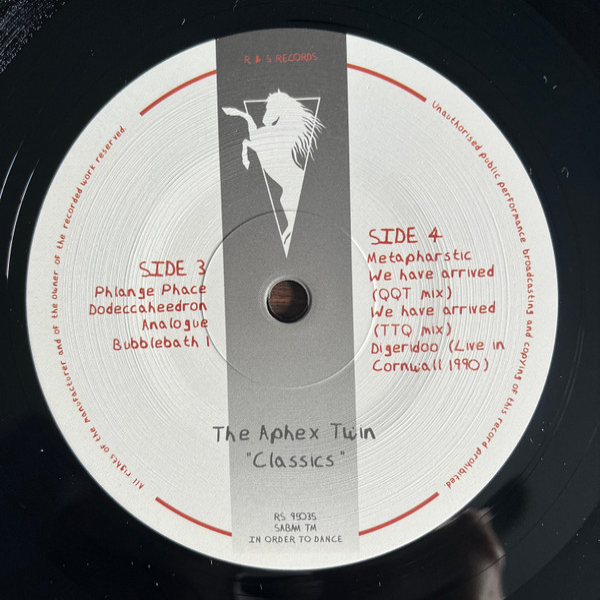 R & S RECORDS
SIDE 3
Phlange Phace
Dodeccaheedron
Analogue
Bubblebath 1
SIDE 4
Metapharstic
We have arrived
(QQT mix)
We have arrived
(TTQ mix)
Digeridoo (Live in
Cornwall 1990)
The Aphex Twin
"Classics"
RS 95035
SABAM TM
IN ORDER TO DANCE
All rights of the manufacturer and of the owner of the recorded work reserved.
Unauthorised public performance broadcasting and copying of this record prohibited.